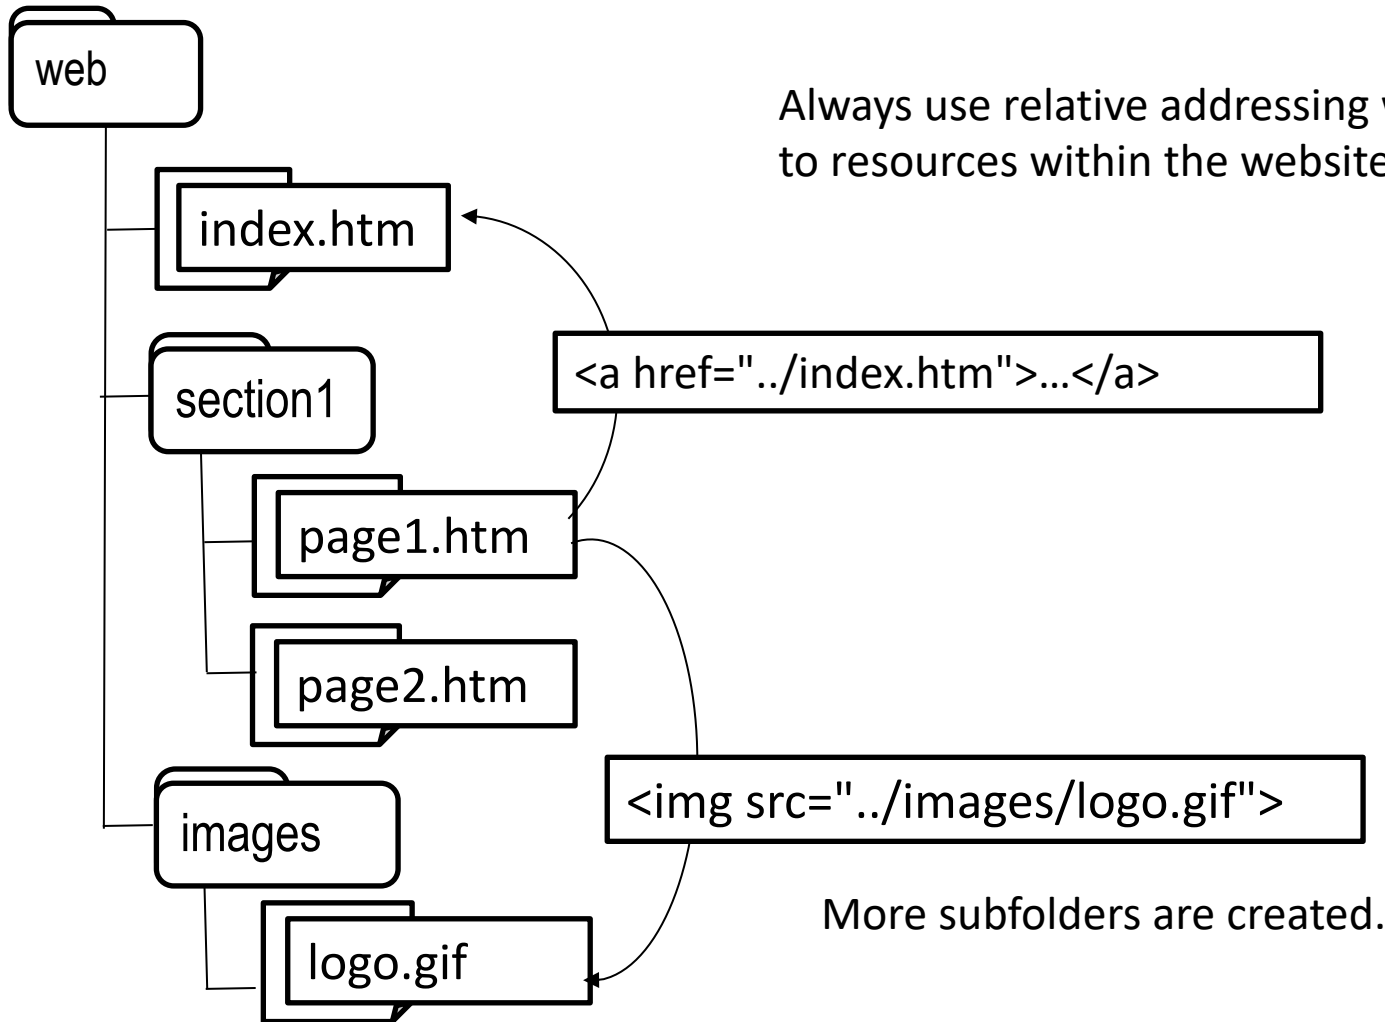 web
Always use relative addressing
to resources within the website
index.htm
<a href="../index.htm">...</a>
section1
page1.htm
page2.htm
<img src="../images/logo.gif">
images
More subfolders are created.
logo.gif